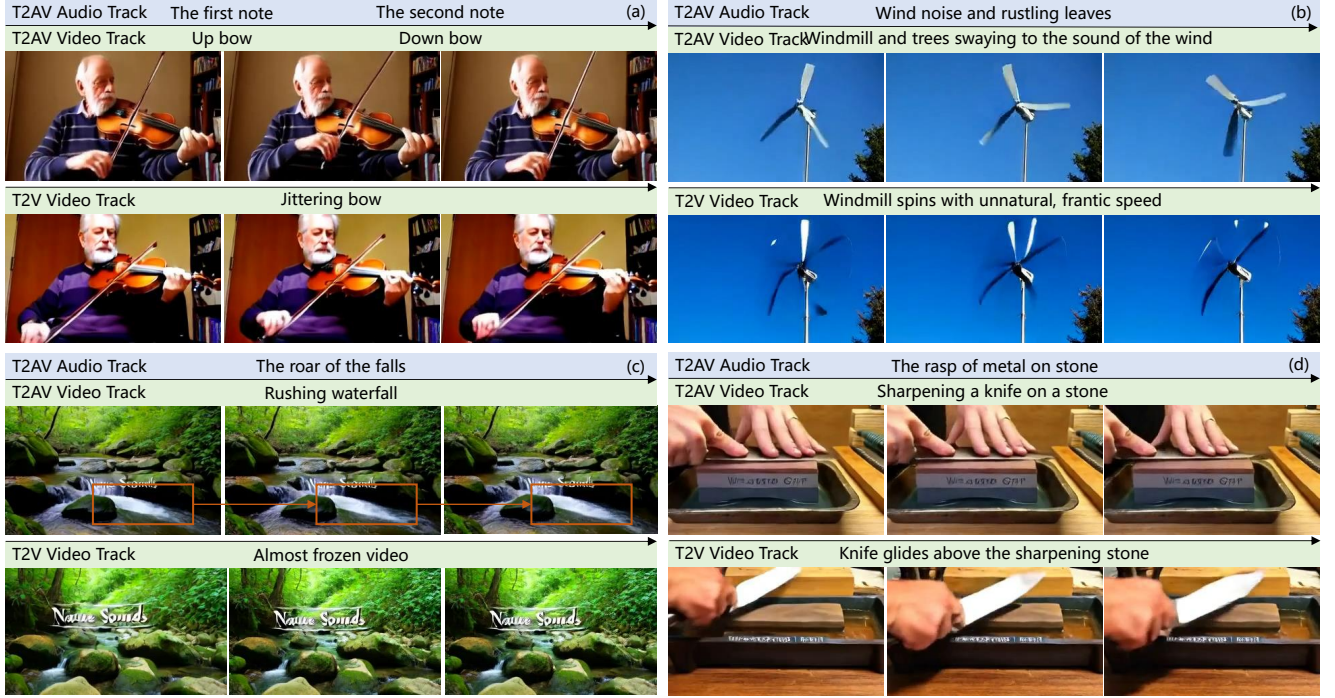 T2AV Audio Track The first note The second note (a)
T2AV Video Track Up bow Down bow
T2V Video Track Jittering bow
T2AV Audio Track Wind noise and rustling leaves (b)
T2AV Video Track Windmill and trees swaying to the sound of the wind
T2V Video Track Windmill spins with unnatural, frantic speed
T2AV Audio Track The roar of the falls (c)
T2AV Video Track Rushing waterfall
T2V Video Track Almost frozen video
T2AV Audio Track The rasp of metal on stone (d)
T2AV Video Track Sharpening a knife on a stone
T2V Video Track Knife glides above the sharpening stone